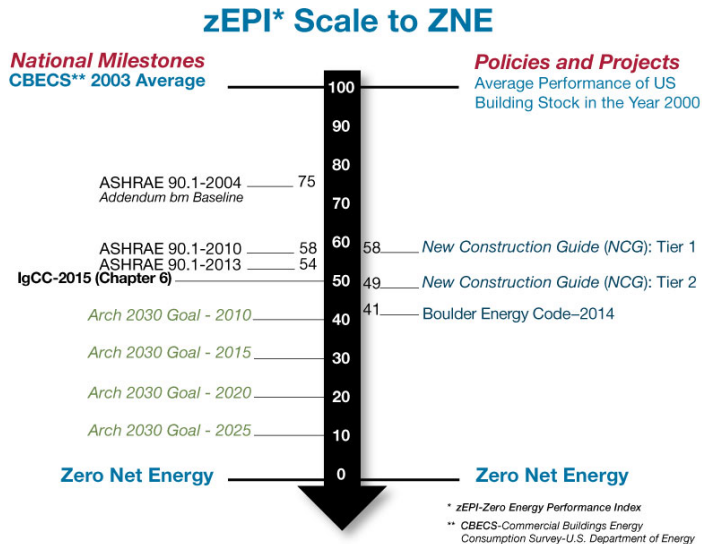 zEPI* Scale to ZNE
National Milestones
CBECS** 2003 Average
Policies and Projects
Average Performance of US
Building Stock in the Year 2000
100
90
80
ASHRAE 90.1-2004 75
Addendum bm Baseline
70
60
ASHRAE 90.1-2010 58
58 New Construction Guide (NCG): Tier 1
ASHRAE 90.1-2013 54
IgCC-2015 (Chapter 6)
50
49 New Construction Guide (NCG): Tier 2
41 Boulder Energy Code–2014
Arch 2030 Goal - 2010
40
Arch 2030 Goal - 2015
30
Arch 2030 Goal - 2020
20
Arch 2030 Goal - 2025
10
Zero Net Energy
0
Zero Net Energy
* zEPI-Zero Energy Performance Index
** CBECS-Commercial Buildings Energy
Consumption Survey-U.S. Department of Energy